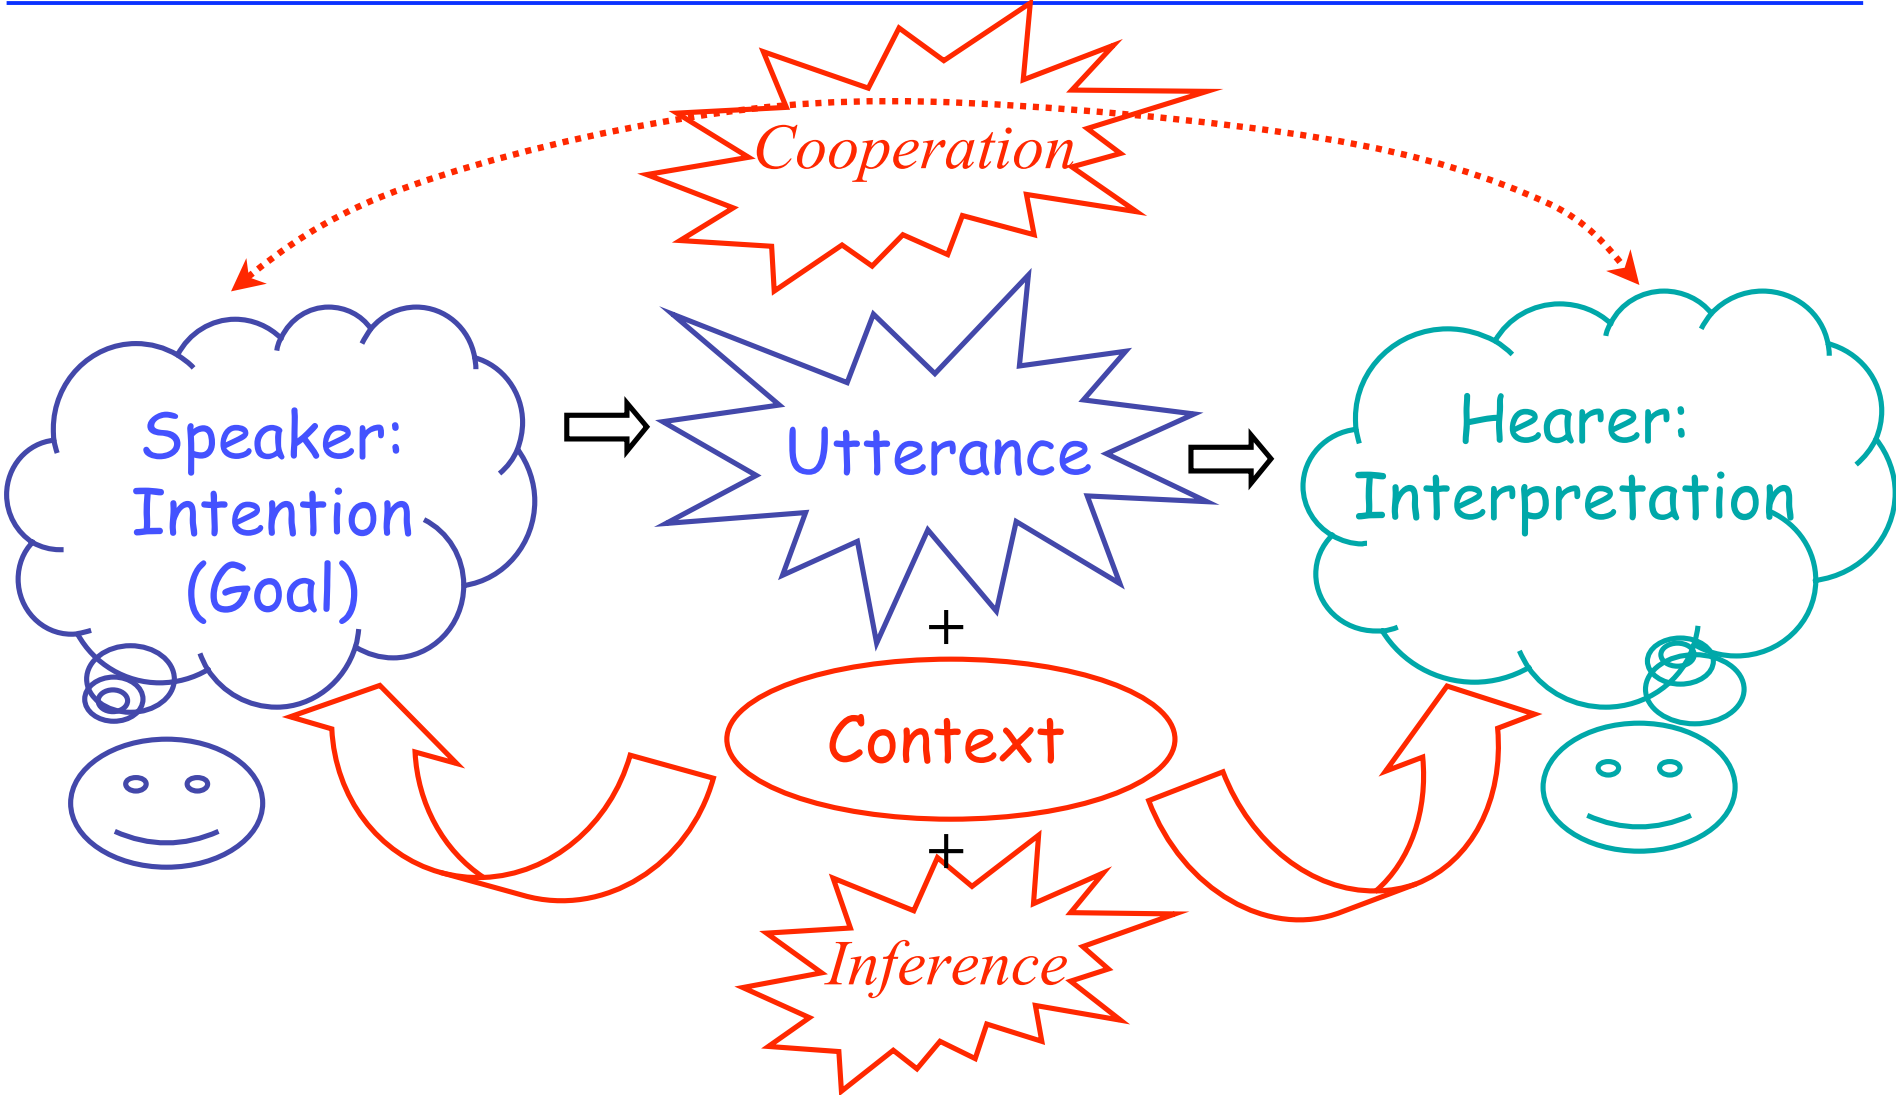 Cooperation
Speaker:
Intention
(Goal)
Utterance
Hearer:
Interpretation
+
Context
+
Inference